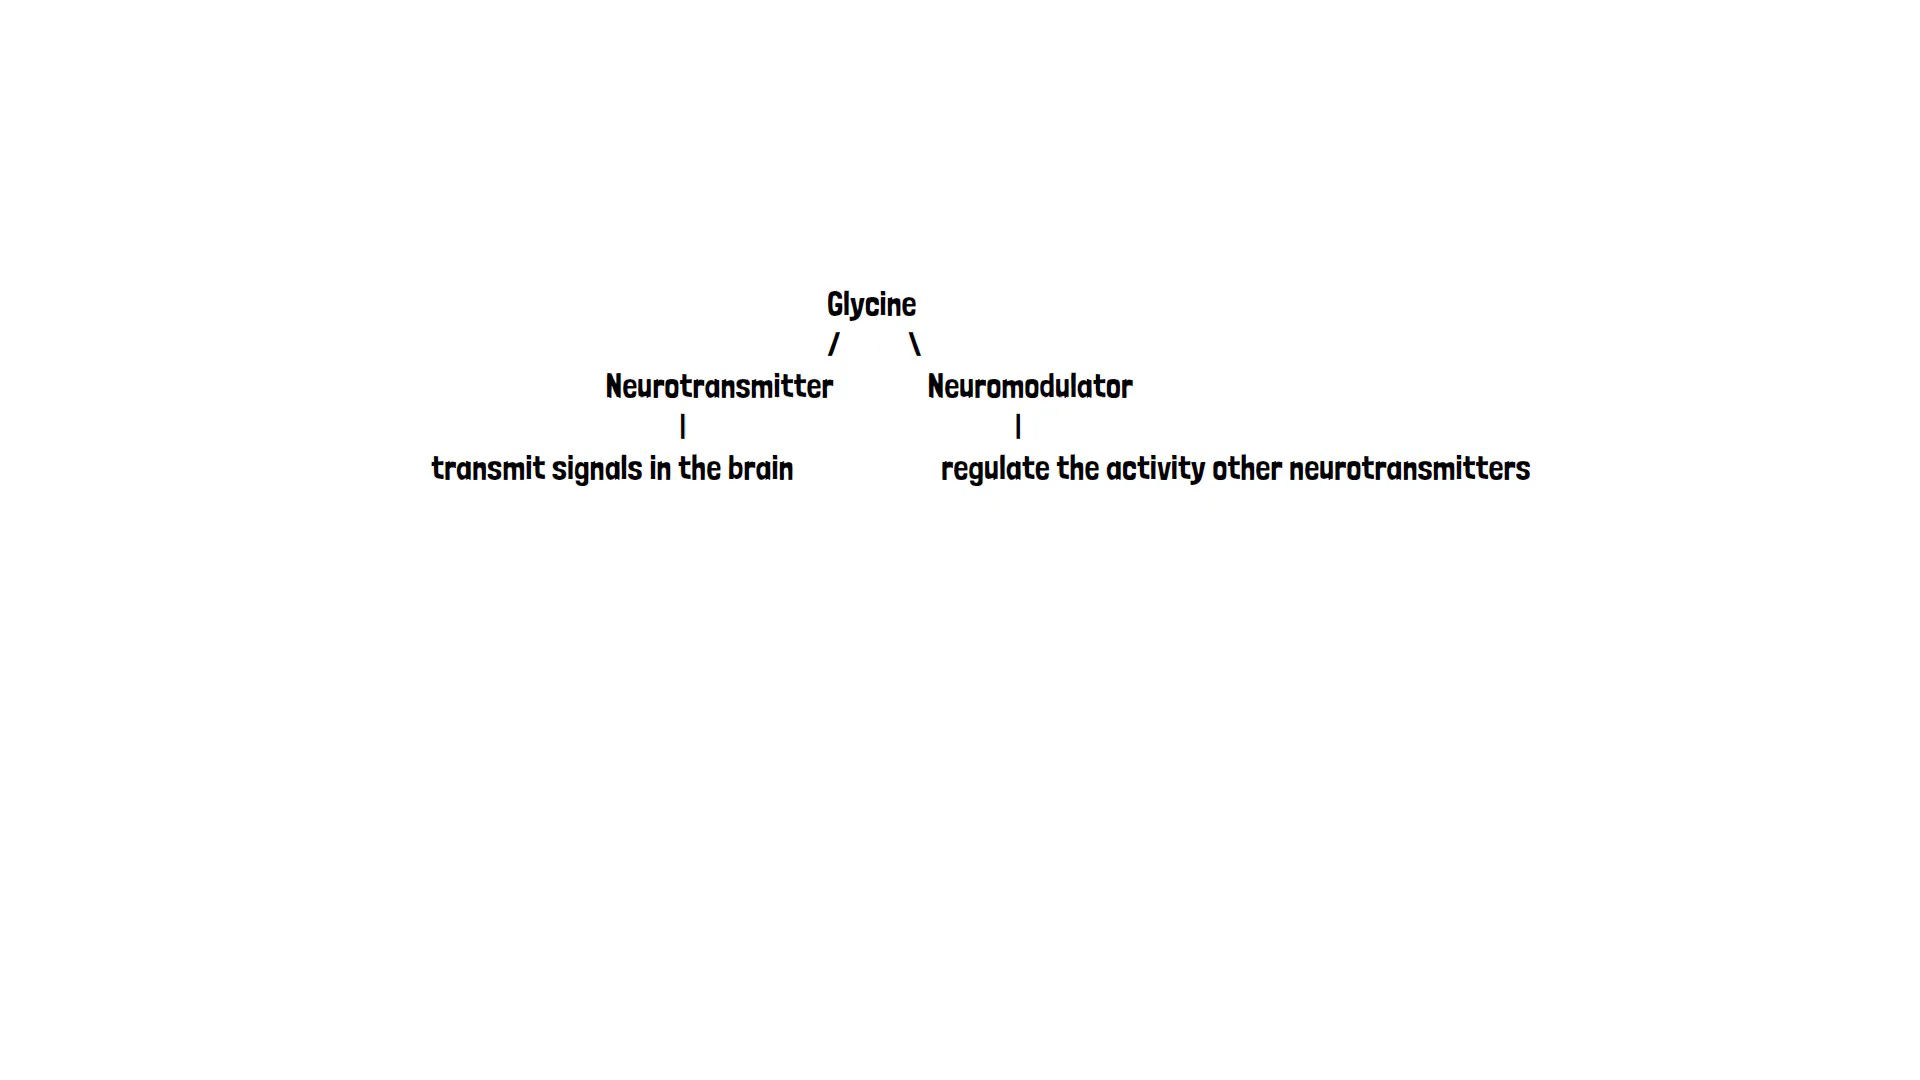 Glycine
/ \
Neurotransmitter Neuromodulator
| |
transmit signals in the brain regulate the activity other neurotransmitters